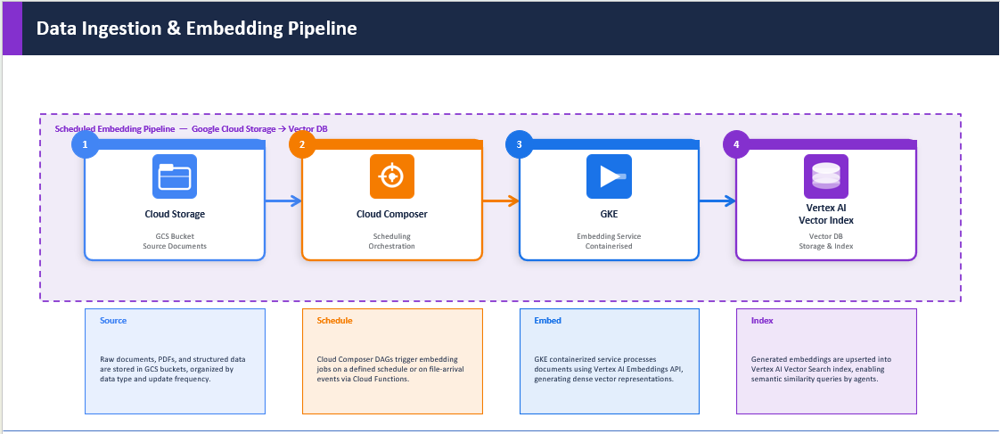 Data Ingestion & Embedding Pipeline
Scheduled Embedding Pipeline — Google Cloud Storage → Vector DB
1
Cloud Storage
GCS Bucket
Source Documents
2
Cloud Composer
Scheduling
Orchestration
3
GKE
Embedding Service
Containerised
4
Vertex AI
Vector Index
Vector DB
Storage & Index
Source
Raw documents, PDFs, and structured data
are stored in GCS buckets, organized by
data type and update frequency.
Schedule
Cloud Composer DAGs trigger embedding
jobs on a defined schedule or on file-arrival
events via Cloud Functions.
Embed
GKE containerized service processes
documents using Vertex AI Embeddings API,
generating dense vector representations.
Index
Generated embeddings are upserted into
Vertex AI Vector Search index, enabling
semantic similarity queries by agents.